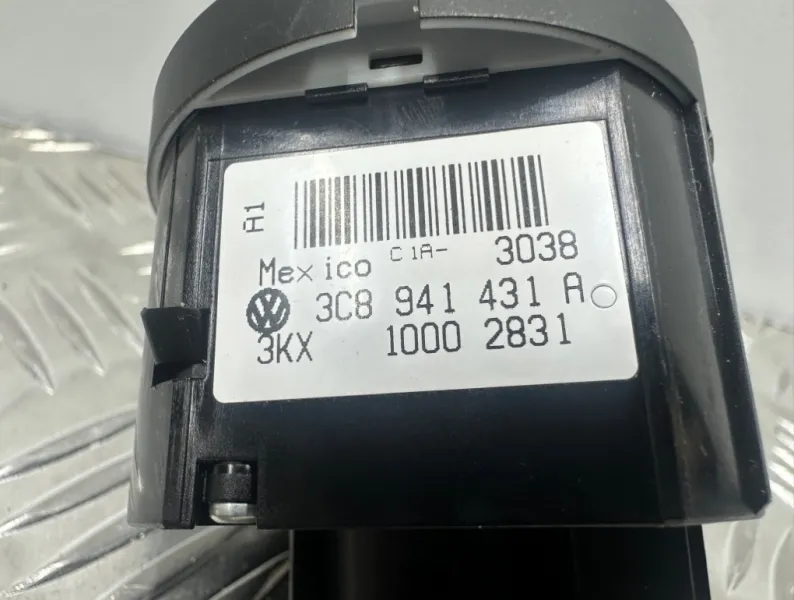 A1
Mexico C1A- 3038
3C8 941 431 A
3KX 1000 2831